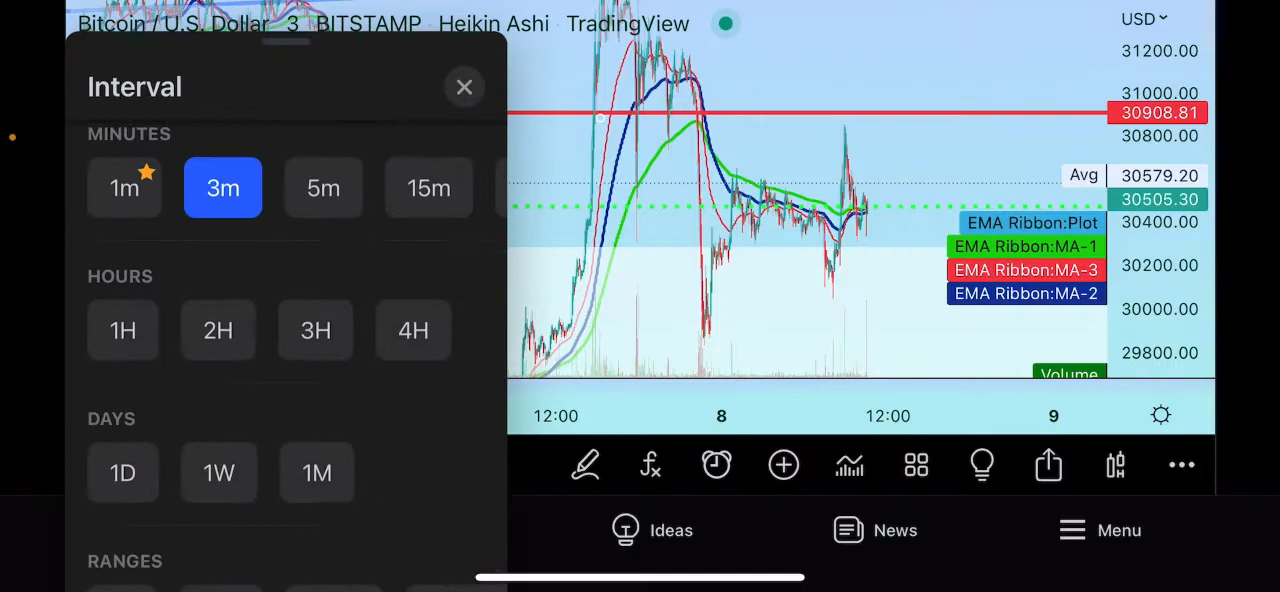 Bitcoin / U.S. Dollar 3 BITSTAMP Heikin Ashi TradingView
USD
Interval
MINUTES
1m
3m
5m
15m
HOURS
1H
2H
3H
4H
DAYS
1D
1W
1M
RANGES
31200.00
31000.00
30908.81
30800.00
Avg 30579.20
30505.30
EMA Ribbon:Plot
30400.00
EMA Ribbon:MA-1
EMA Ribbon:MA-3
30200.00
EMA Ribbon:MA-2
30000.00
29800.00
Volume
12:00
8
12:00
9
Ideas
News
Menu